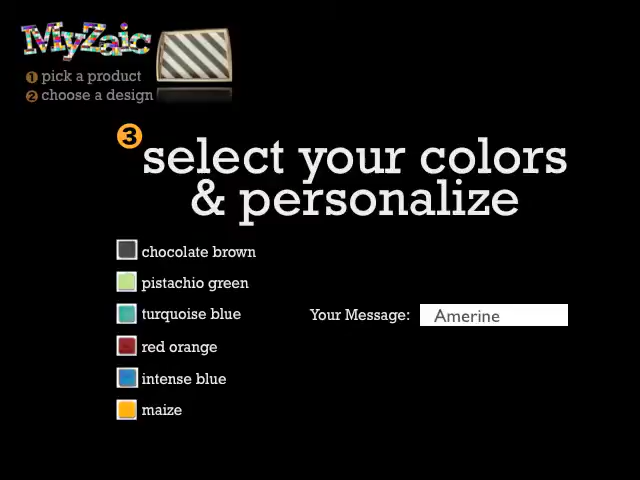 MyZaic
1 pick a product
2 choose a design
3
select your colors
& personalize
chocolate brown
pistachio green
turquoise blue
Your Message: Amerine
red orange
intense blue
maize